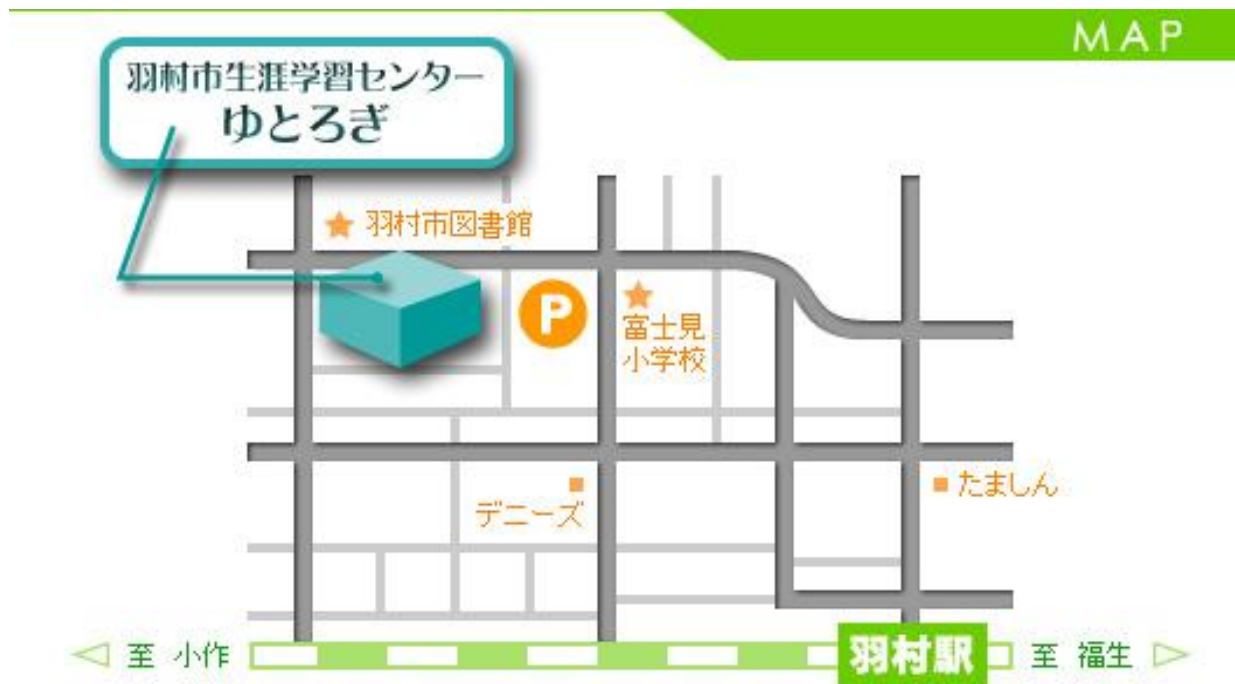 MAP
羽村市生涯学習センター
ゆとろぎ
羽村市図書館
P
富士見
小学校
デニーズ
たましん
至 小作
羽村駅
至 福生